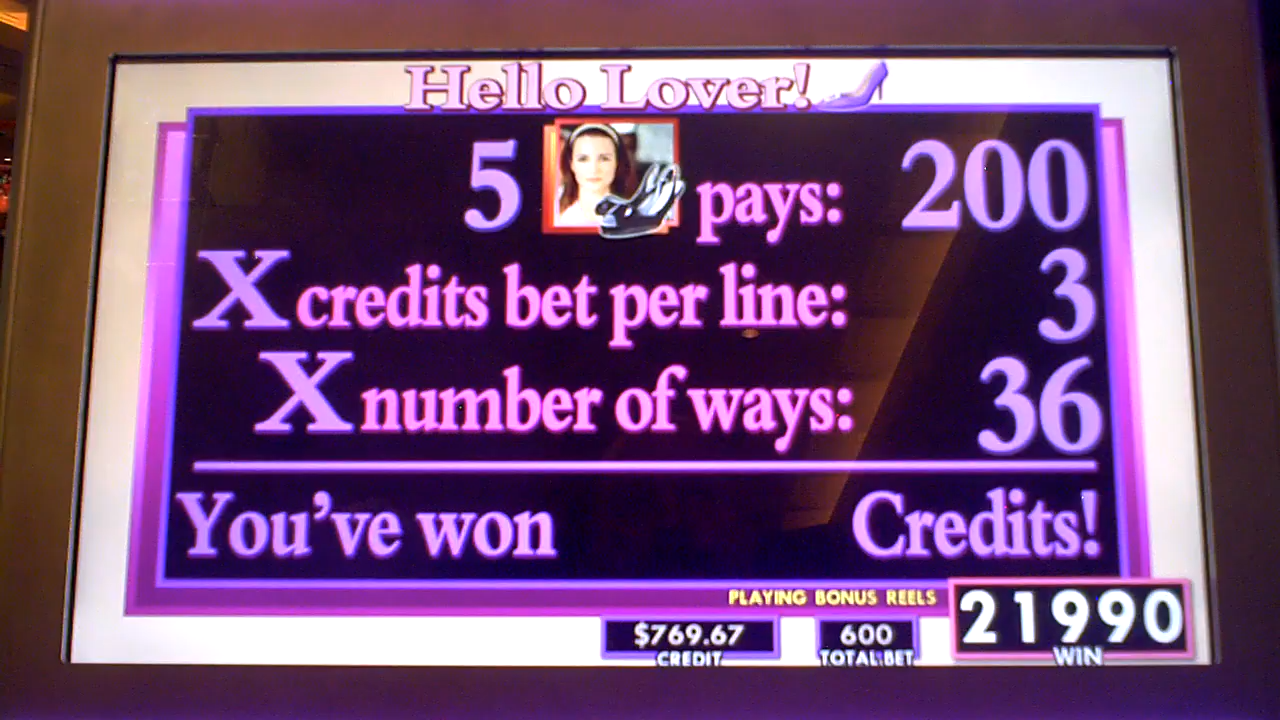 Hello Lover!
5 pays: 200
X credits bet per line: 3
X number of ways: 36
You've won Credits!
PLAYING BONUS REELS
$769.67 600 21990
CREDIT TOTAL BET WIN